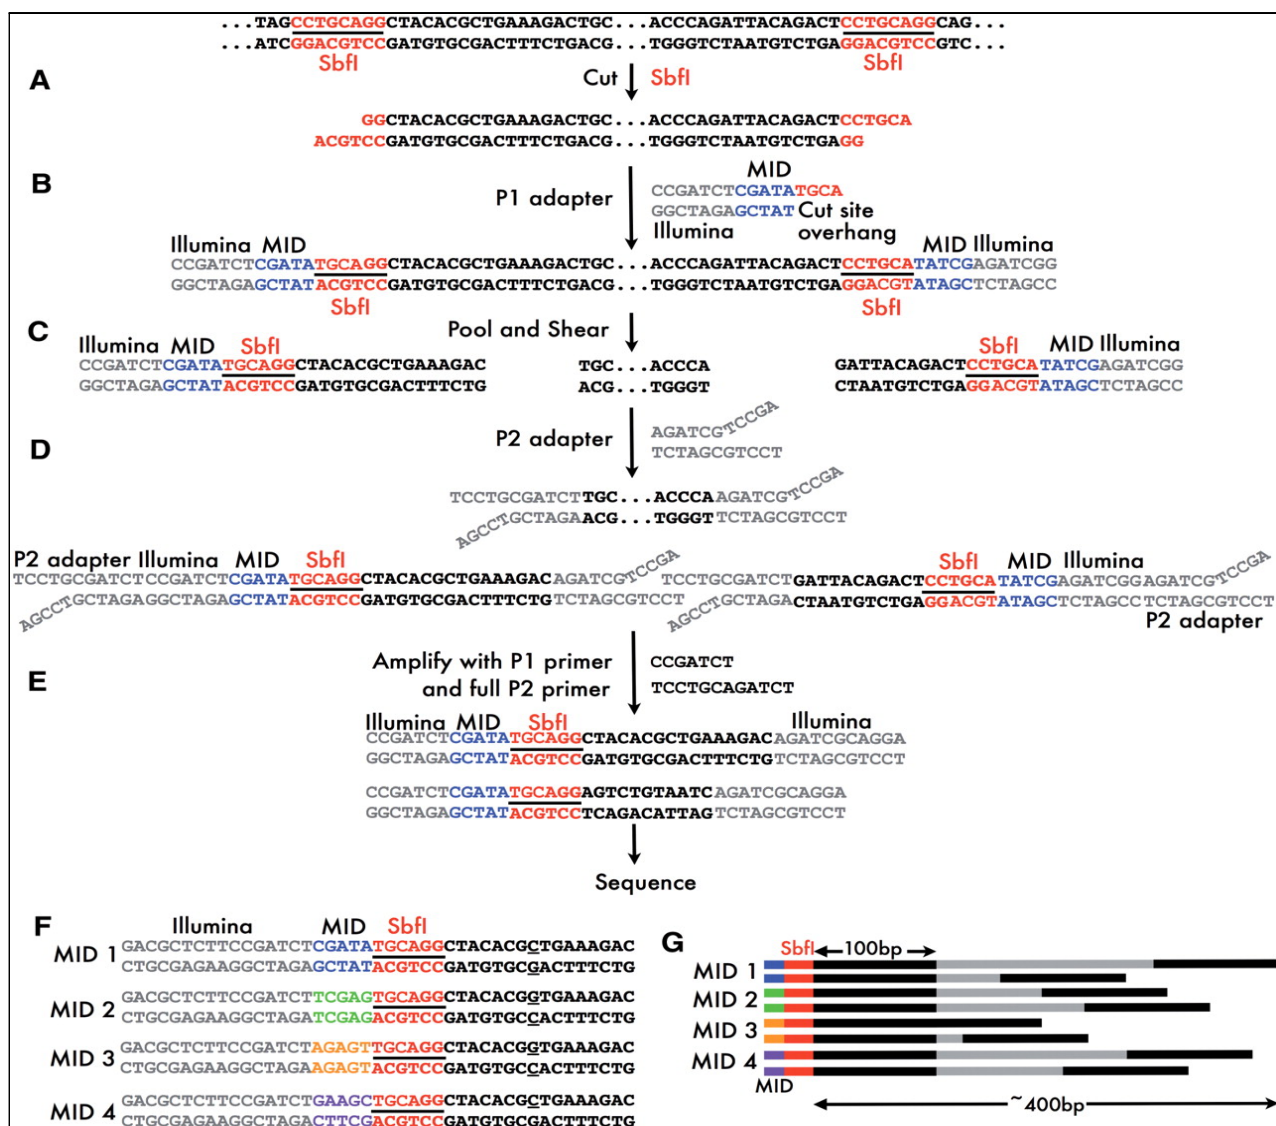 ...TAGCCTGCAGGCTACACGCTGAAAGACTGC...ACCCAGATTACAGACTCCTGCAGGCAG...
...ATCGGACGTCCGATGTGCGACTTTCTGACG...TGGGTCTAATGTCTGAGGACGTCCGTC...
SbfI SbfI
A Cut SbfI
GGCTACACGCTGAAAGACTGC...ACCCAGATTACAGACTCCTGCA
ACGTCCGATGTGCGACTTTCTGACG...TGGGTCTAATGTCTGAGG
B P1 adapter MID
CCGATCTCGATATGCA
GGCTAGAGCTAT Cut site
Illumina overhang
Illumina MID MID Illumina
CCGATCTCGATATGCAGGCTACACGCTGAAAGACTGC...ACCCAGATTACAGACTCCTGCATATCGAGATCGG
GGCTAGAGCTATACGTCCGATGTGCGACTTTCTGACG...TGGGTCTAATGTCTGAGGACGTATAGCTCTAGCC
SbfI SbfI
C Pool and Shear
Illumina MID SbfI SbfI MID Illumina
CCGATCTCGATATGCAGGCTACACGCTGAAAGAC TGC...ACCCA GATTACAGACTCCTGCATATCGAGATCGG
GGCTAGAGCTATACGTCCGATGTGCGACTTTCTG ACG...TGGGT CTAATGTCTGAGGACGTATAGCTCTAGCC
D P2 adapter
AGATCGTCCGA
TCTAGCGTCCT
TCCTGCGATCTTGC...ACCCAAGATCGTCCGA
AGCCTGCTAGAACG...TGGGTTCTAGCGTCCT
P2 adapter Illumina MID SbfI SbfI MID Illumina
TCCTGCGATCTCCGATCTCGATATGCAGGCTACACGCTGAAAGACAGATCGTCCGA TCCTGCGATCTGATTACAGACTCCTGCATATCGAGATCGGAGATCGTCCGA
AGCCTGCTAGAGGCTAGAGCTATACGTCCGATGTGCGACTTTCTGTCTAGCGTCCT AGCCTGCTAGACTAATGTCTGAGGACGTATAGCTCTAGCCTCTAGCGTCCT
P2 adapter
E Amplify with P1 primer CCGATCT
and full P2 primer TCCTGCAGATCT
Illumina MID SbfI Illumina
CCGATCTCGATATGCAGGCTACACGCTGAAAGACAGATCGCAGGA
GGCTAGAGCTATACGTCCGATGTGCGACTTTCTGTCTAGCGTCCT
CCGATCTCGATATGCAGGAGTCTGTAATCAGATCGCAGGA
GGCTAGAGCTATACGTCCTCAGACATTAGTCTAGCGTCCT
Sequence
F Illumina MID SbfI
MID 1
GACGCTCTTCCGATCTCGATATGCAGGCTACACGCTGAAAGAC
CTGCGAGAAGGCTAGAGCTATACGTCCGATGTGCGACTTTCTG
MID 2
GACGCTCTTCCGATCTTCGAGTGCAGGCTACACGGTGAAAGAC
CTGCGAGAAGGCTAGATCGAGACGTCCGATGTGCCACTTTCTG
MID 3
GACGCTCTTCCGATCTAGAGTTGCAGGCTACACGGTGAAAGAC
CTGCGAGAAGGCTAGAAGAGTACGTCCGATGTGCCACTTTCTG
MID 4
GACGCTCTTCCGATCTGAAGCTGCAGGCTACACGCTGAAAGAC
CTGCGAGAAGGCTAGACTTCGACGTCCGATGTGCGACTTTCTG
G SbfI 100bp
MID 1
MID 2
MID 3
MID 4
MID
~400bp